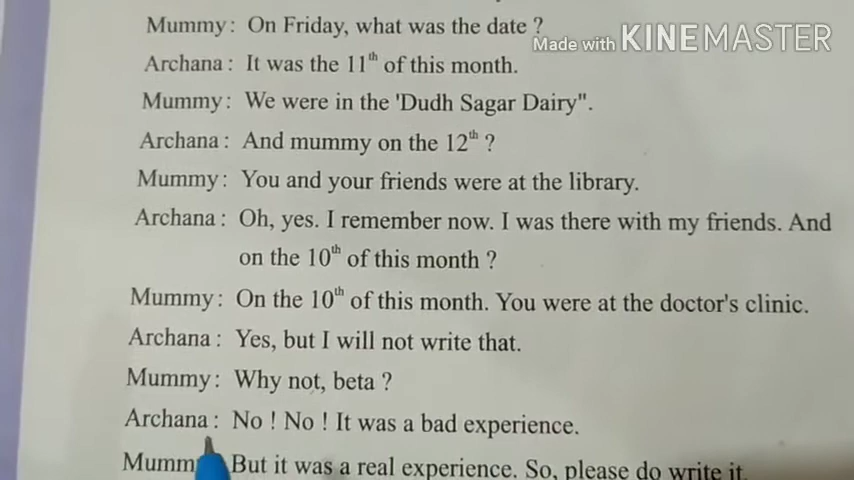 Mummy: On Friday, what was the date ?
Made with KINEMASTER
Archana : It was the 11th of this month.
Mummy: We were in the 'Dudh Sagar Dairy".
Archana : And mummy on the 12th ?
Mummy: You and your friends were at the library.
Archana : Oh, yes. I remember now. I was there with my friends. And
on the 10th of this month ?
Mummy: On the 10th of this month. You were at the doctor's clinic.
Archana : Yes, but I will not write that.
Mummy: Why not, beta ?
Archana : No ! No ! It was a bad experience.
Mumm But it was a real experience. So, please do write it.